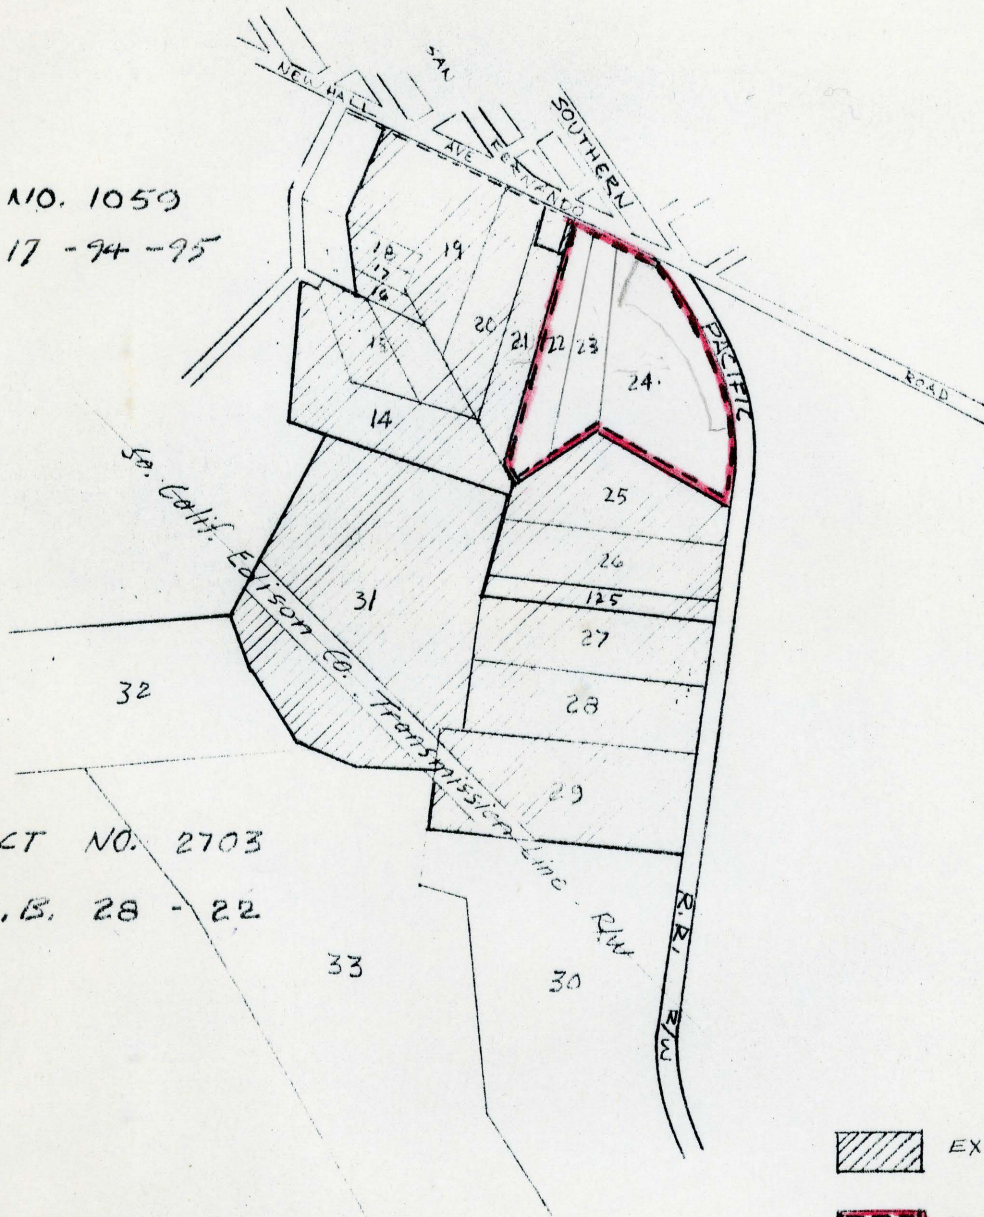 NO. 1059
17 - 94 - 95
NEWHALL AVE
SAN FERNANDO ROAD
SOUTHERN PACIFIC R.R. R/W
18
17
16
19
15
20
21
22
23
24.
14
25
26
125
27
28
29
31
32
33
30
So. Calif. Edison Co. Transmission Line R/W
CT NO. 2703
.B. 28 - 22
EX